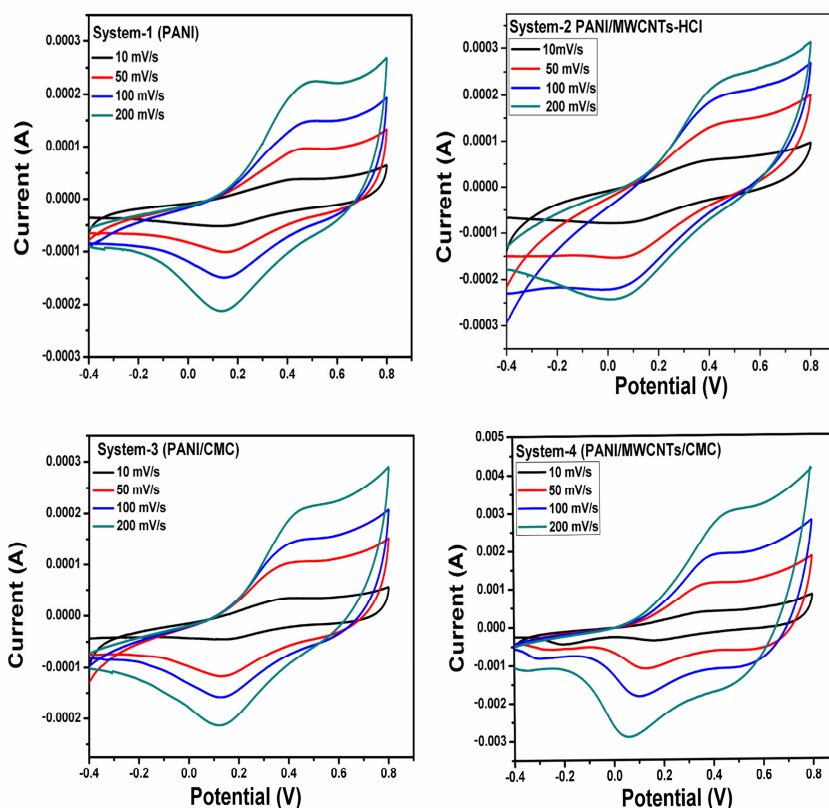 System-1 (PANI)
10 mV/s
50 mV/s
100 mV/s
200 mV/s
0.0003
0.0002
0.0001
0.0000
-0.0001
-0.0002
-0.0003
Current (A)
-0.4 -0.2 0.0 0.2 0.4 0.6 0.8
System-2 PANI/MWCNTs-HCl
10mV/s
50 mV/s
100 mV/s
200 mV/s
0.0003
0.0002
0.0001
0.0000
-0.0001
-0.0002
-0.0003
Current (A)
-0.4 -0.2 0.0 0.2 0.4 0.6 0.8
Potential (V)
System-3 (PANI/CMC)
10 mV/s
50 mV/s
100 mV/s
200 mV/s
0.0003
0.0002
0.0001
0.0000
-0.0001
-0.0002
Current (A)
-0.4 -0.2 0.0 0.2 0.4 0.6 0.8
Potential (V)
System-4 (PANI/MWCNTs/CMC)
10 mV/s
50 mV/s
100 mV/s
200 mV/s
0.005
0.004
0.003
0.002
0.001
0.000
-0.001
-0.002
-0.003
Current (A)
-0.4 -0.2 0.0 0.2 0.4 0.6 0.8
Potential (V)